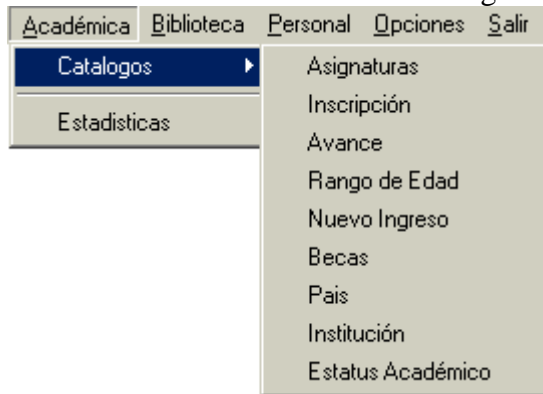 Académica Biblioteca Personal Opciones Salir
Catalogos
Estadisticas
Asignaturas
Inscripción
Avance
Rango de Edad
Nuevo Ingreso
Becas
Pais
Institución
Estatus Académico